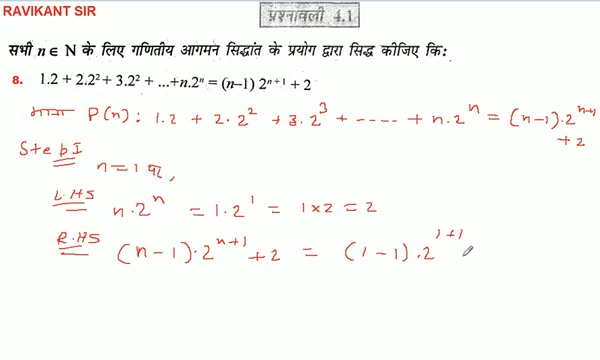 RAVIKANT SIR
प्रश्नावली 4.1
सभी n ∈ N के लिए गणितीय आगमन सिद्धांत के प्रयोग द्वारा सिद्ध कीजिए कि:
8. 1.2 + 2.2² + 3.2² + ...+n.2ⁿ = (n–1) 2ⁿ⁺¹ + 2
माना P(n): 1.2 + 2.2² + 3.2³ + ---- + n.2ⁿ = (n-1).2ⁿ⁺¹
+2
Step I
n=1 पर,
L.HS n.2ⁿ = 1.2¹ = 1×2 = 2
R.HS (n-1).2ⁿ⁺¹ +2 = (1-1).2¹⁺¹